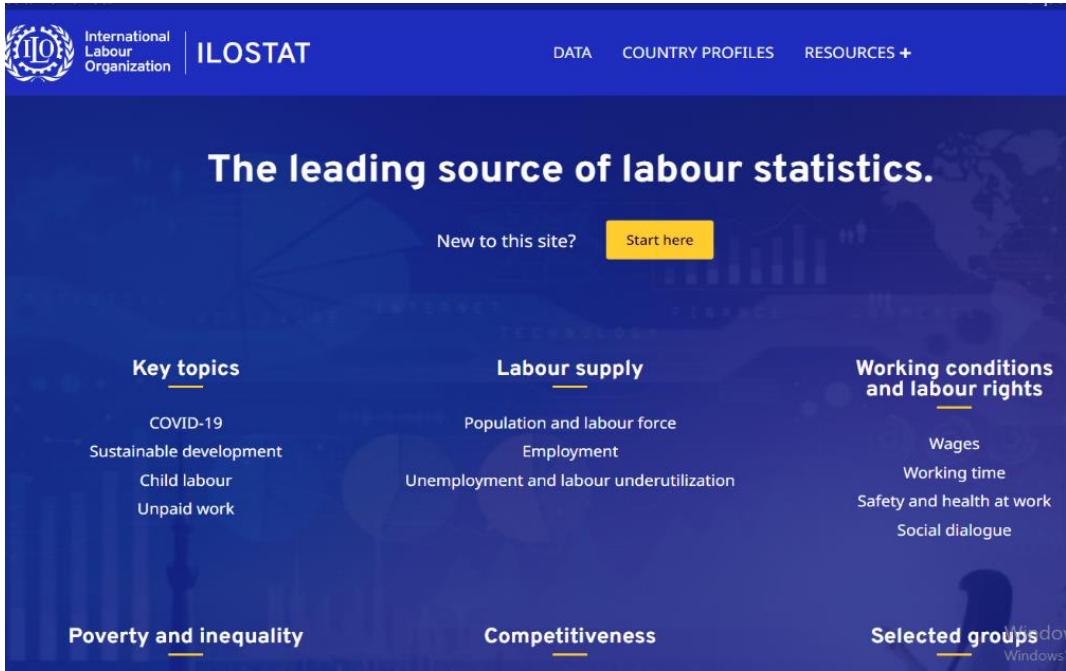 International
Labour
Organization
ILOSTAT
DATA COUNTRY PROFILES RESOURCES +
The leading source of labour statistics.
New to this site? Start here
Key topics
COVID-19
Sustainable development
Child labour
Unpaid work
Labour supply
Population and labour force
Employment
Unemployment and labour underutilization
Working conditions
and labour rights
Wages
Working time
Safety and health at work
Social dialogue
Poverty and inequality
Competitiveness
Selected groups